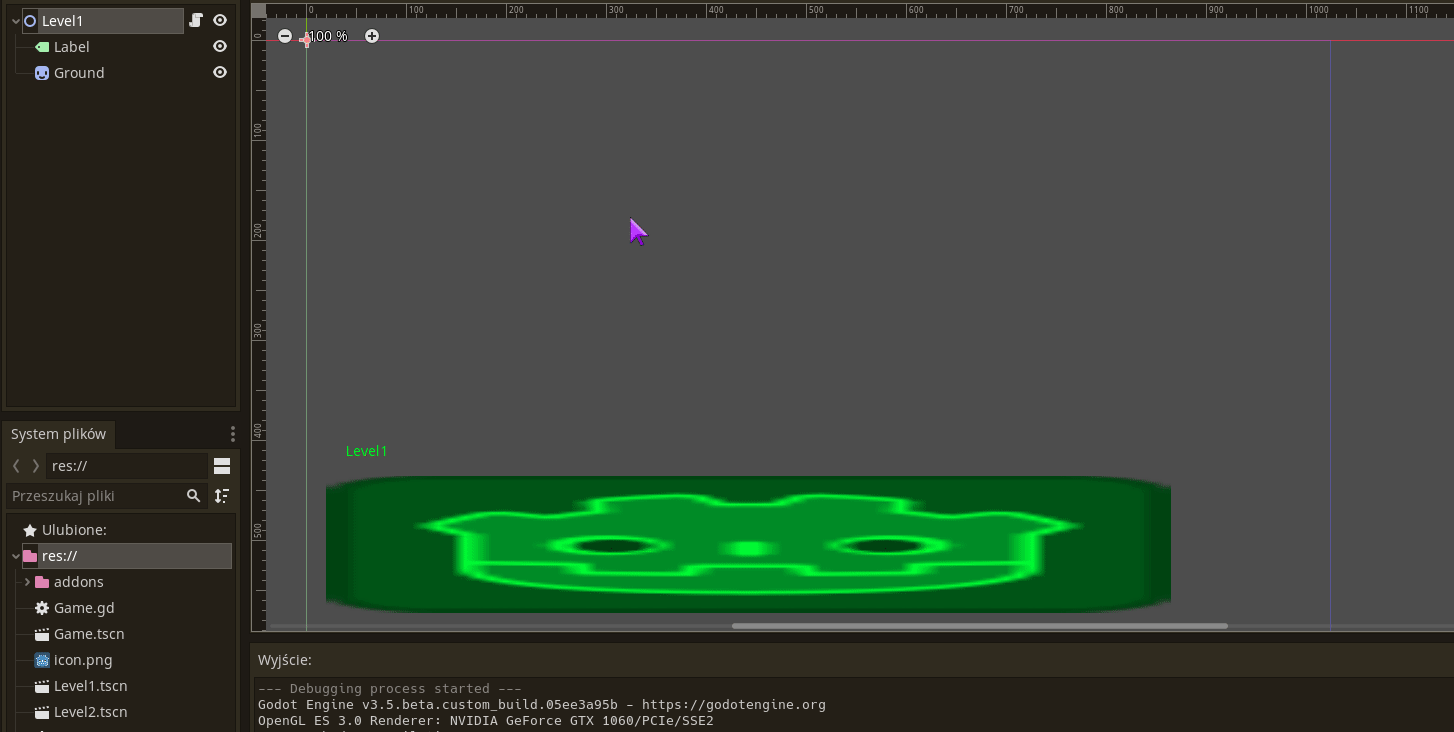 Level1
Label
Ground
0 100 200 300 400 500 600 700 800 900 1000 1100
100 %
0
100
200
300
400
500
Level1
System plików
res://
Przeszukaj pliki
Ulubione:
res://
addons
Game.gd
Game.tscn
icon.png
Level1.tscn
Level2.tscn
Wyjście:
--- Debugging process started ---
Godot Engine v3.5.beta.custom_build.05ee3a95b - https://godotengine.org
OpenGL ES 3.0 Renderer: NVIDIA GeForce GTX 1060/PCIe/SSE2